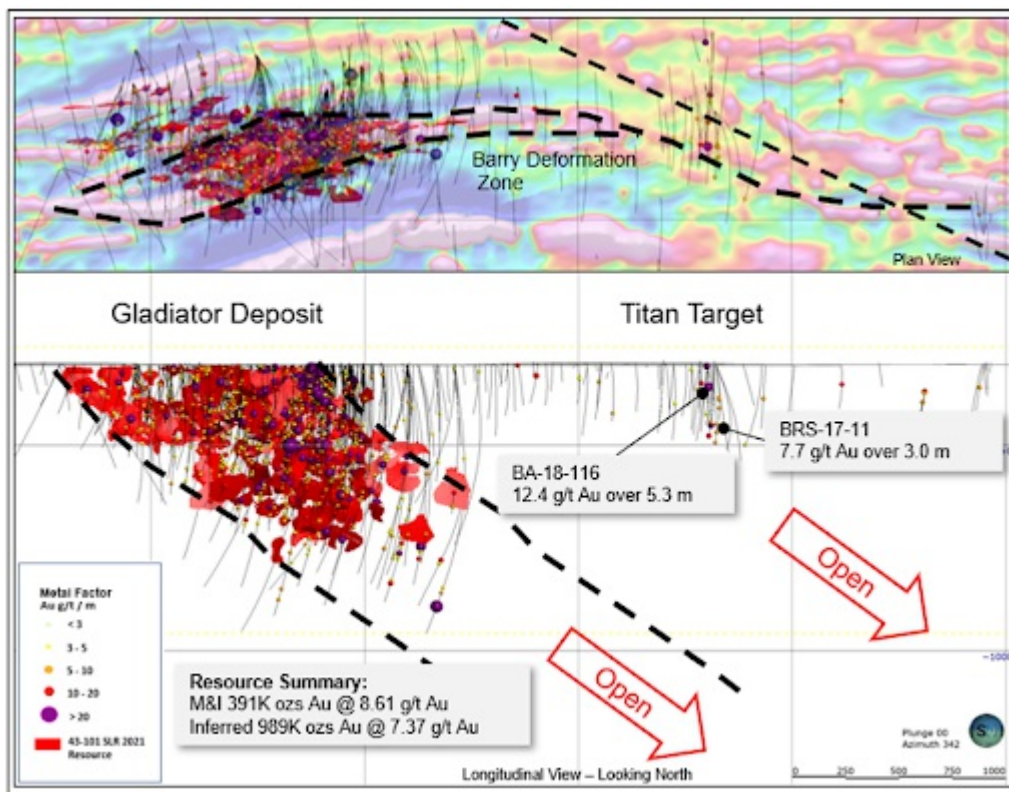 Barry Deformation
Zone
Plan View
Gladiator Deposit
Titan Target
BRS-17-11
7.7 g/t Au over 3.0 m
BA-18-116
12.4 g/t Au over 5.3 m
Open
Open
Metal Factor
Au g/t / m
< 3
3 - 5
5 - 10
10 - 20
> 20
43-101 SLR 2021
Resource
Resource Summary:
M&I 391K ozs Au @ 8.61 g/t Au
Inferred 989K ozs Au @ 7.37 g/t Au
Longitudinal View – Looking North
Plunge 00
Azimuth 342
0 250 500 750 1000